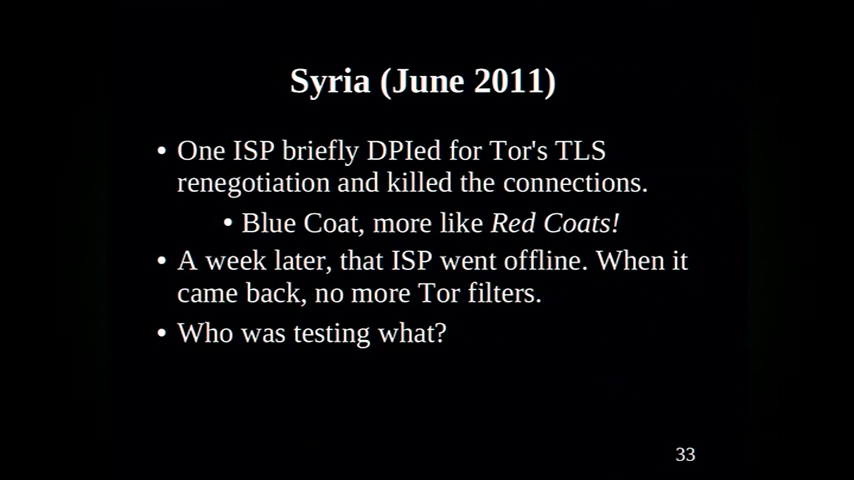 Syria (June 2011)
• One ISP briefly DPIed for Tor's TLS
renegotiation and killed the connections.
• Blue Coat, more like Red Coats!
• A week later, that ISP went offline. When it
came back, no more Tor filters.
• Who was testing what?
33